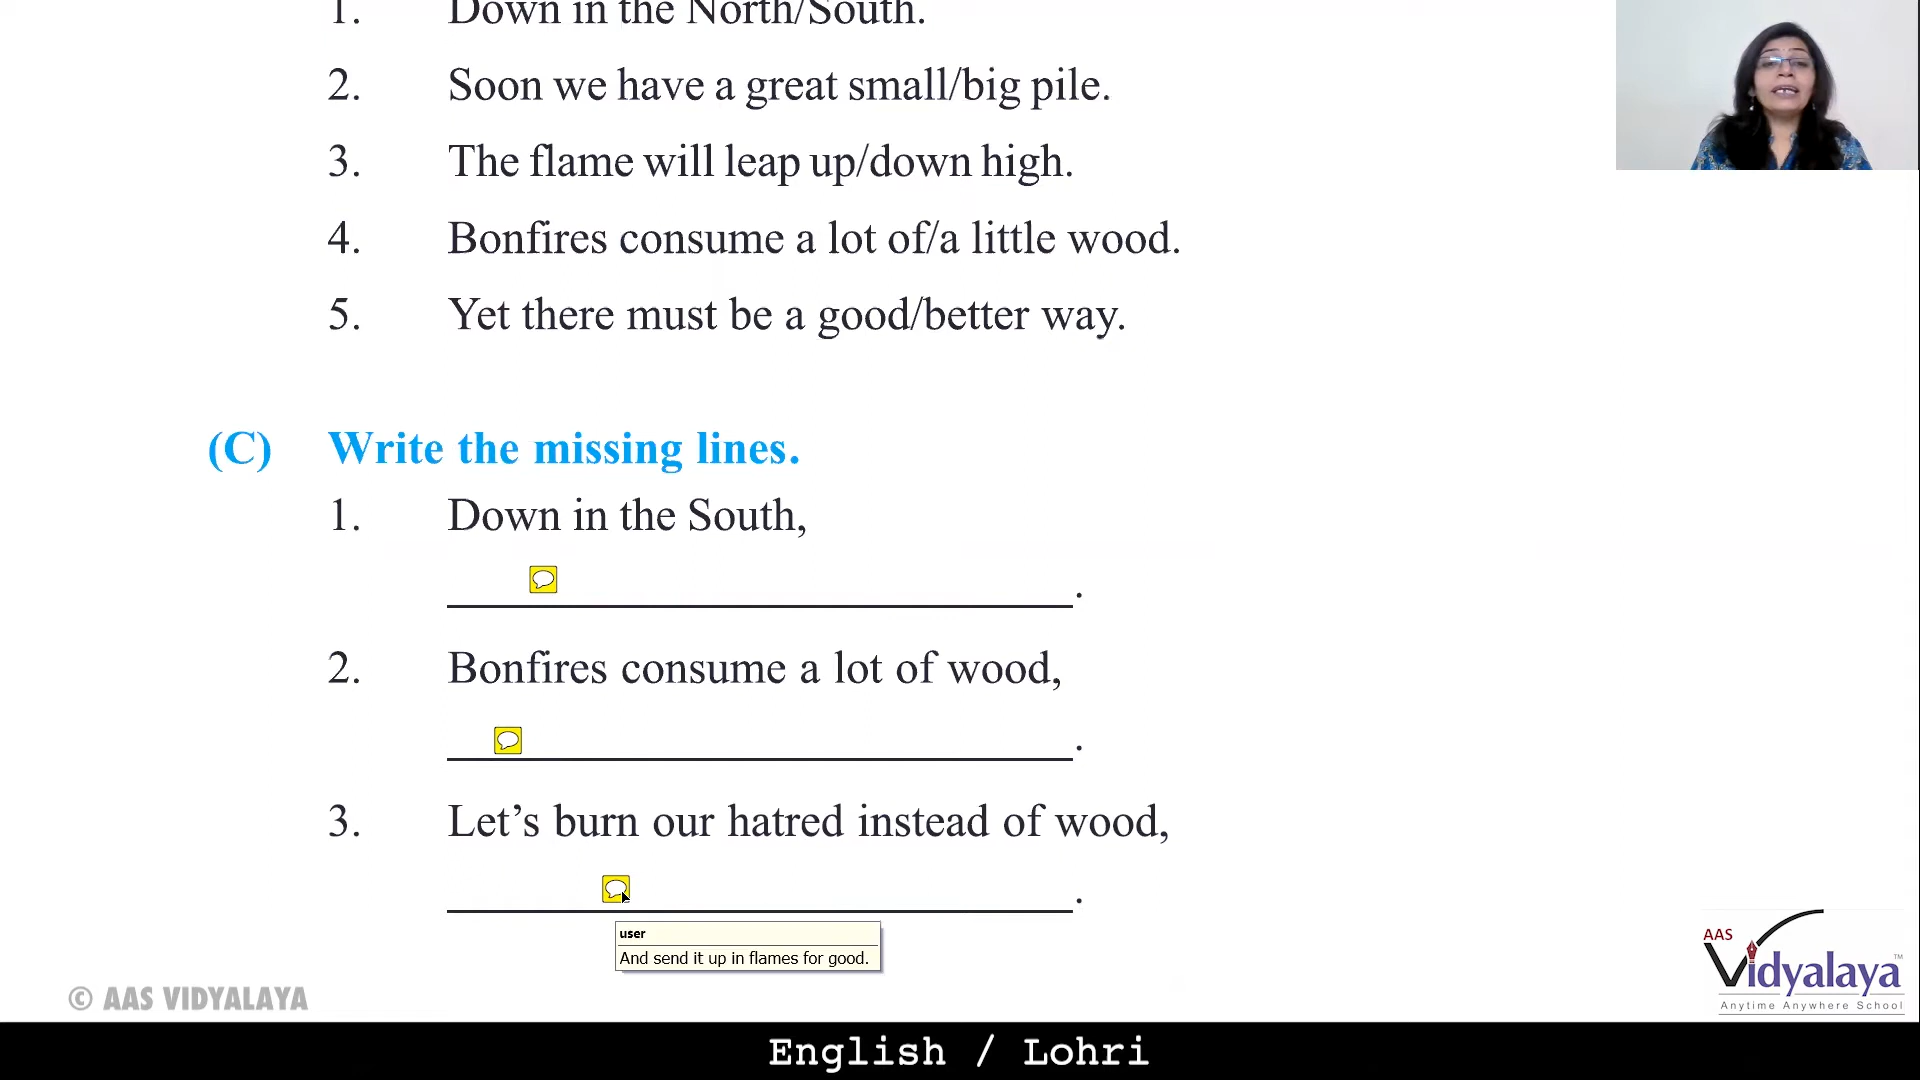 1. Down in the North/South.
2. Soon we have a great small/big pile.
3. The flame will leap up/down high.
4. Bonfires consume a lot of/a little wood.
5. Yet there must be a good/better way.
(C) Write the missing lines.
1. Down in the South,
.
2. Bonfires consume a lot of wood,
.
3. Let’s burn our hatred instead of wood,
.
user
And send it up in flames for good.
AAS
Vidyalaya™
Anytime Anywhere School
© AAS VIDYALAYA
English / Lohri